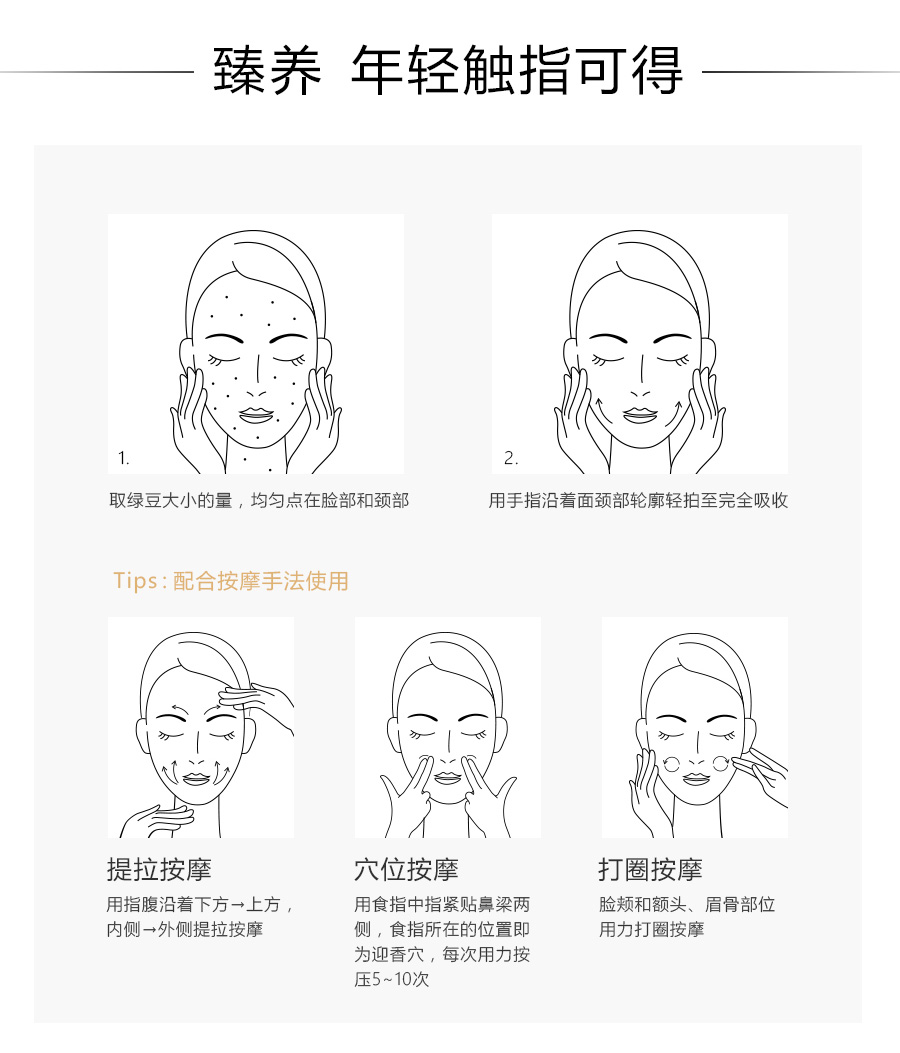 臻养 年轻触指可得
1.
2.
取绿豆大小的量，均匀点在脸部和颈部
用手指沿着面颈部轮廓轻拍至完全吸收
Tips: 配合按摩手法使用
提拉按摩
用指腹沿着下方→上方，
内侧→外侧提拉按摩
穴位按摩
用食指中指紧贴鼻梁两
侧，食指所在的位置即
为迎香穴，每次用力按
压5~10次
打圈按摩
脸颊和额头、眉骨部位
用力打圈按摩